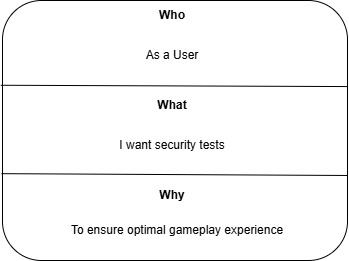 Who
As a User
What
I want security tests
Why
To ensure optimal gameplay experience